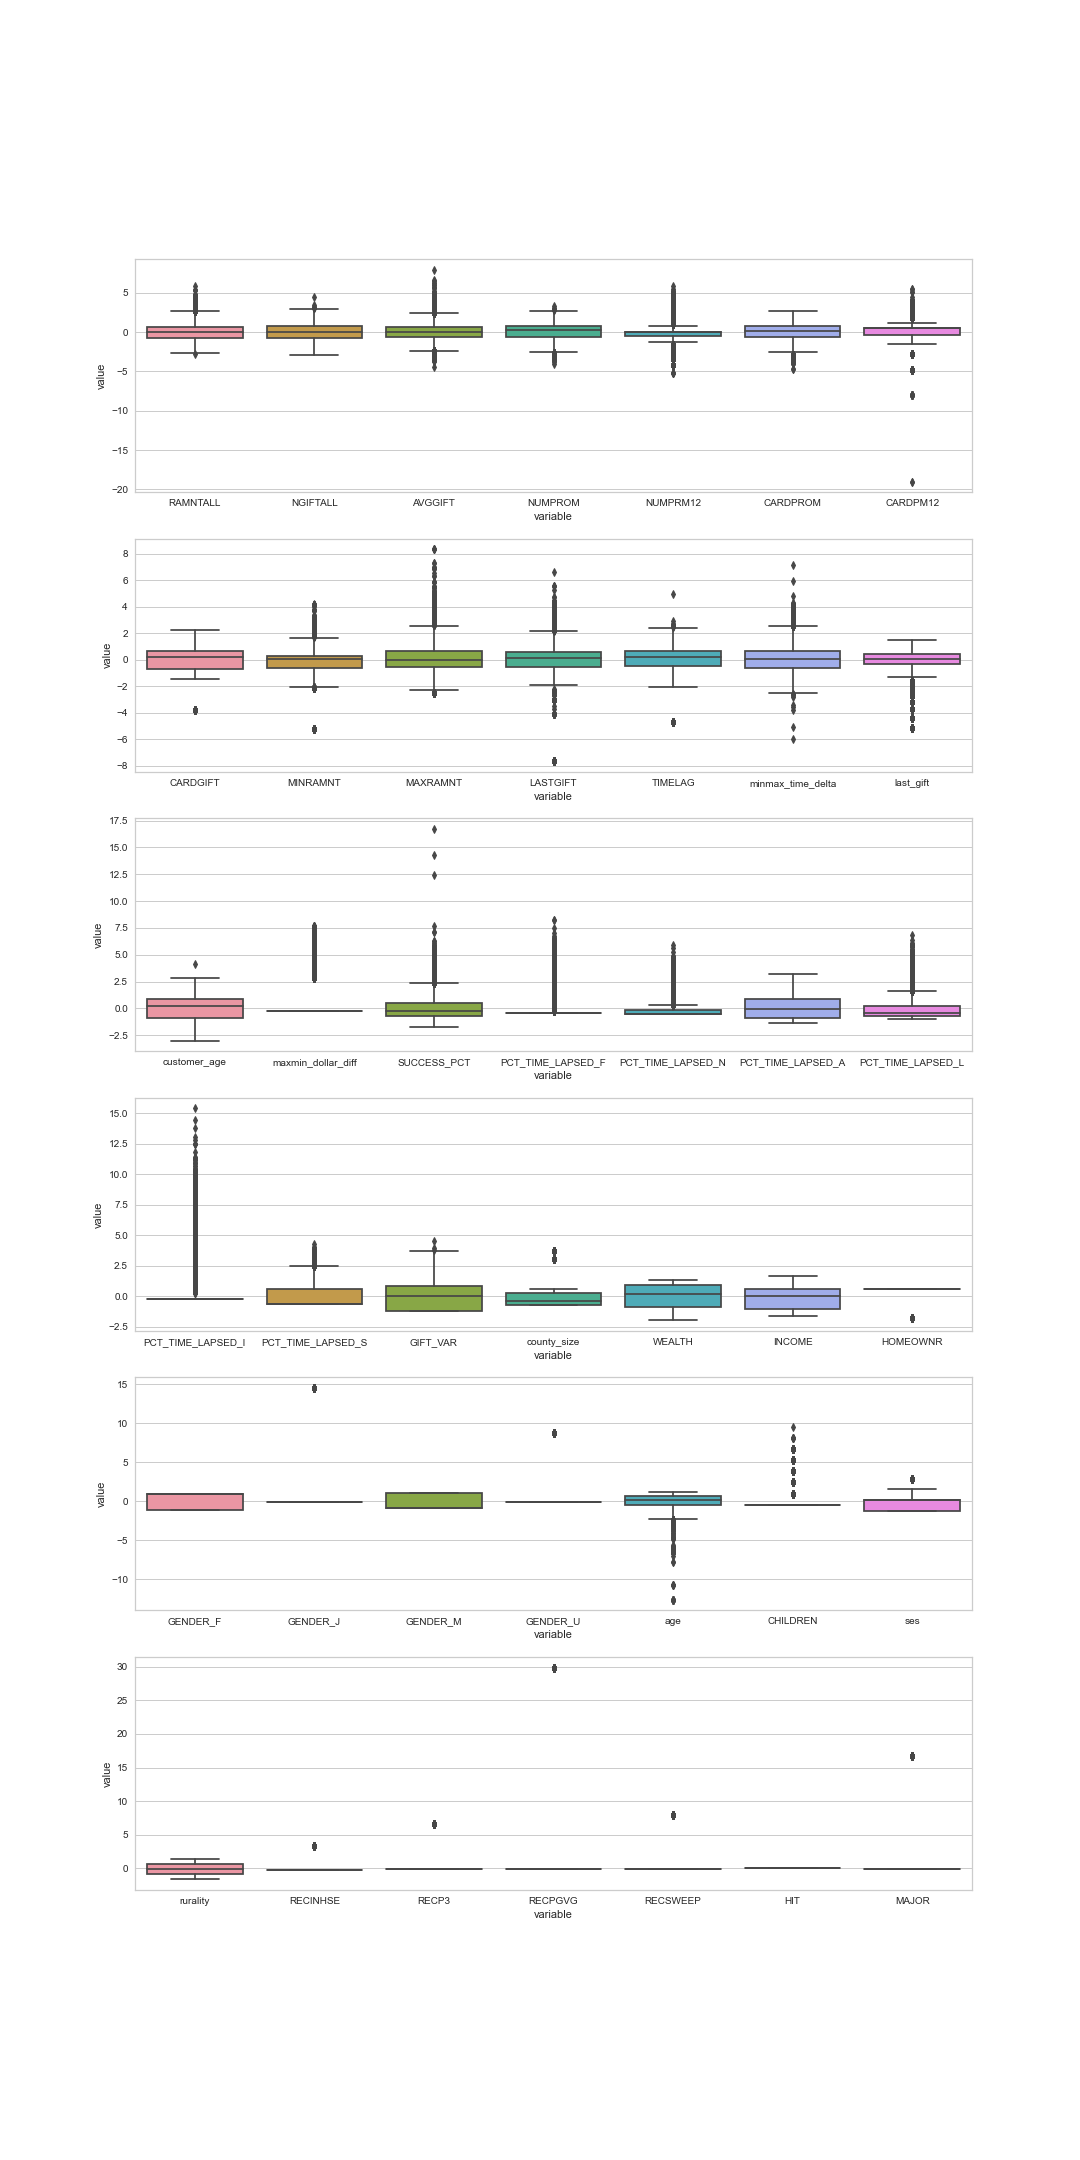 5
0
−5
−10
−15
−20
value
RAMNTALL NGIFTALL AVGGIFT NUMPROM NUMPRM12 CARDPROM CARDPM12
variable
8
6
4
2
0
−2
−4
−6
−8
value
CARDGIFT MINRAMNT MAXRAMNT LASTGIFT TIMELAG minmax_time_delta last_gift
variable
17.5
15.0
12.5
10.0
7.5
5.0
2.5
0.0
−2.5
value
customer_age maxmin_dollar_diff SUCCESS_PCT PCT_TIME_LAPSED_F PCT_TIME_LAPSED_N PCT_TIME_LAPSED_A PCT_TIME_LAPSED_L
variable
15.0
12.5
10.0
7.5
5.0
2.5
0.0
−2.5
value
PCT_TIME_LAPSED_I PCT_TIME_LAPSED_S GIFT_VAR county_size WEALTH INCOME HOMEOWNR
variable
15
10
5
0
−5
−10
value
GENDER_F GENDER_J GENDER_M GENDER_U age CHILDREN ses
variable
30
25
20
15
10
5
0
value
rurality RECINHSE RECP3 RECPGVG RECSWEEP HIT MAJOR
variable